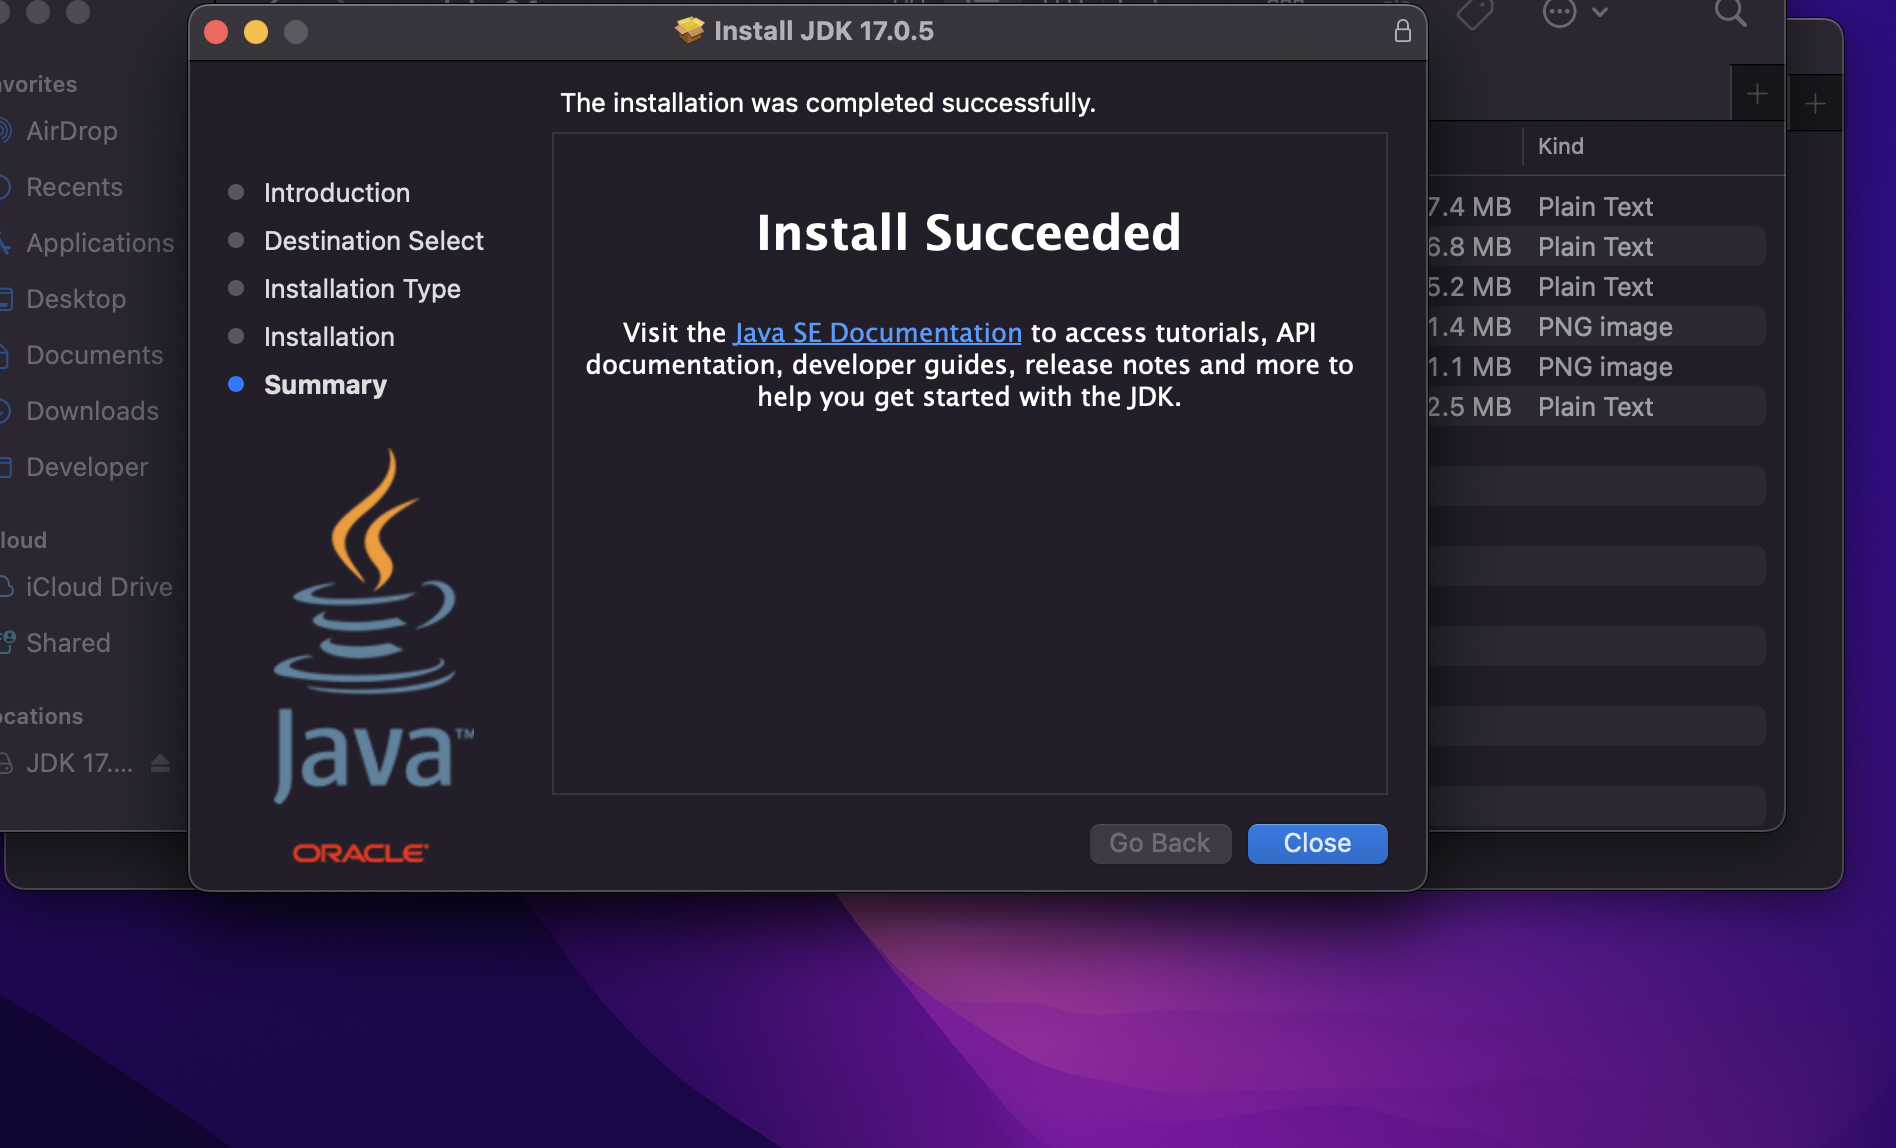 Install JDK 17.0.5
The installation was completed successfully.
Introduction
Destination Select
Installation Type
Installation
Summary
Java™
ORACLE
Install Succeeded
Visit the Java SE Documentation to access tutorials, API
documentation, developer guides, release notes and more to
help you get started with the JDK.
Go Back
Close
vorites
AirDrop
Recents
Applications
Desktop
Documents
Downloads
Developer
loud
iCloud Drive
Shared
ocations
JDK 17....
Kind
7.4 MB Plain Text
6.8 MB Plain Text
5.2 MB Plain Text
1.4 MB PNG image
1.1 MB PNG image
2.5 MB Plain Text